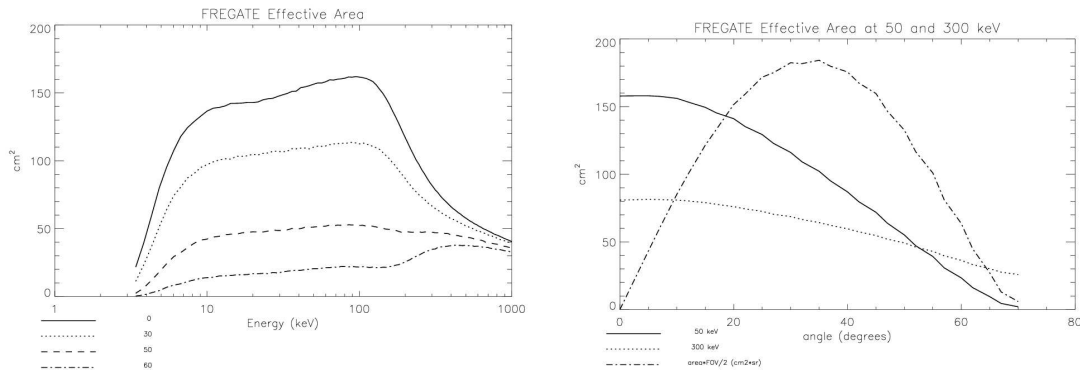 FREGATE Effective Area
200
150
100
50
0
cm2
1
10
100
1000
Energy (keV)
0
30
50
60
FREGATE Effective Area at 50 and 300 keV
200
150
100
50
0
cm2
0
20
40
60
80
angle (degrees)
50 keV
300 keV
area*FOV/2 (cm2*sr)